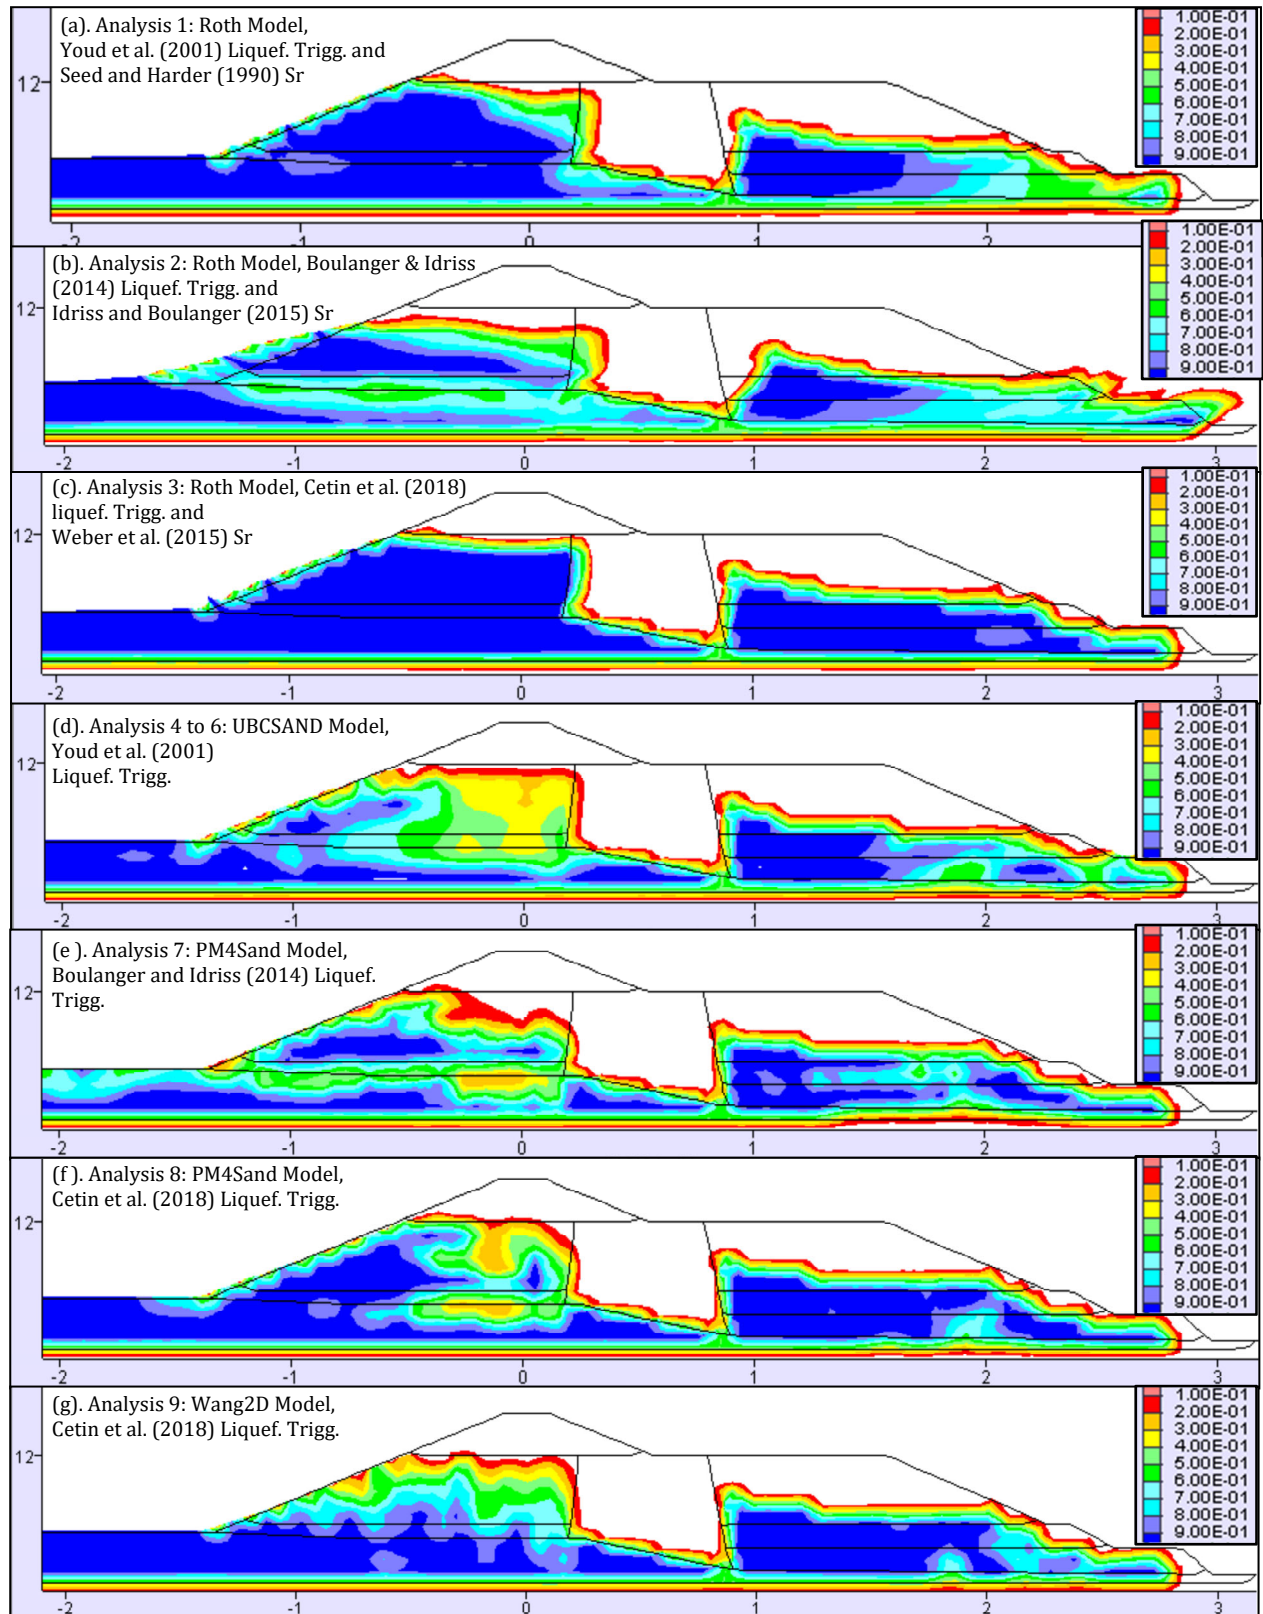 (a). Analysis 1: Roth Model,
Youd et al. (2001) Liquef. Trigg. and
Seed and Harder (1990) Sr
1.00E-01
2.00E-01
3.00E-01
4.00E-01
5.00E-01
6.00E-01
7.00E-01
8.00E-01
9.00E-01
12
-2 -1 0 1 2
(b). Analysis 2: Roth Model, Boulanger & Idriss
(2014) Liquef. Trigg. and
Idriss and Boulanger (2015) Sr
1.00E-01
2.00E-01
3.00E-01
4.00E-01
5.00E-01
6.00E-01
7.00E-01
8.00E-01
9.00E-01
12
-2 -1 0 1 2 3
(c). Analysis 3: Roth Model, Cetin et al. (2018)
liquef. Trigg. and
Weber et al. (2015) Sr
1.00E-01
2.00E-01
3.00E-01
4.00E-01
5.00E-01
6.00E-01
7.00E-01
8.00E-01
9.00E-01
12
-2 -1 0 1 2 3
(d). Analysis 4 to 6: UBCSAND Model,
Youd et al. (2001)
Liquef. Trigg.
1.00E-01
2.00E-01
3.00E-01
4.00E-01
5.00E-01
6.00E-01
7.00E-01
8.00E-01
9.00E-01
12
-2 -1 0 1 2 3
(e ). Analysis 7: PM4Sand Model,
Boulanger and Idriss (2014) Liquef.
Trigg.
1.00E-01
2.00E-01
3.00E-01
4.00E-01
5.00E-01
6.00E-01
7.00E-01
8.00E-01
9.00E-01
12
-2 -1 0 1 2 3
(f ). Analysis 8: PM4Sand Model,
Cetin et al. (2018) Liquef. Trigg.
1.00E-01
2.00E-01
3.00E-01
4.00E-01
5.00E-01
6.00E-01
7.00E-01
8.00E-01
9.00E-01
12
-2 -1 0 1 2 3
(g). Analysis 9: Wang2D Model,
Cetin et al. (2018) Liquef. Trigg.
1.00E-01
2.00E-01
3.00E-01
4.00E-01
5.00E-01
6.00E-01
7.00E-01
8.00E-01
9.00E-01
12
-2 -1 0 1 2 3